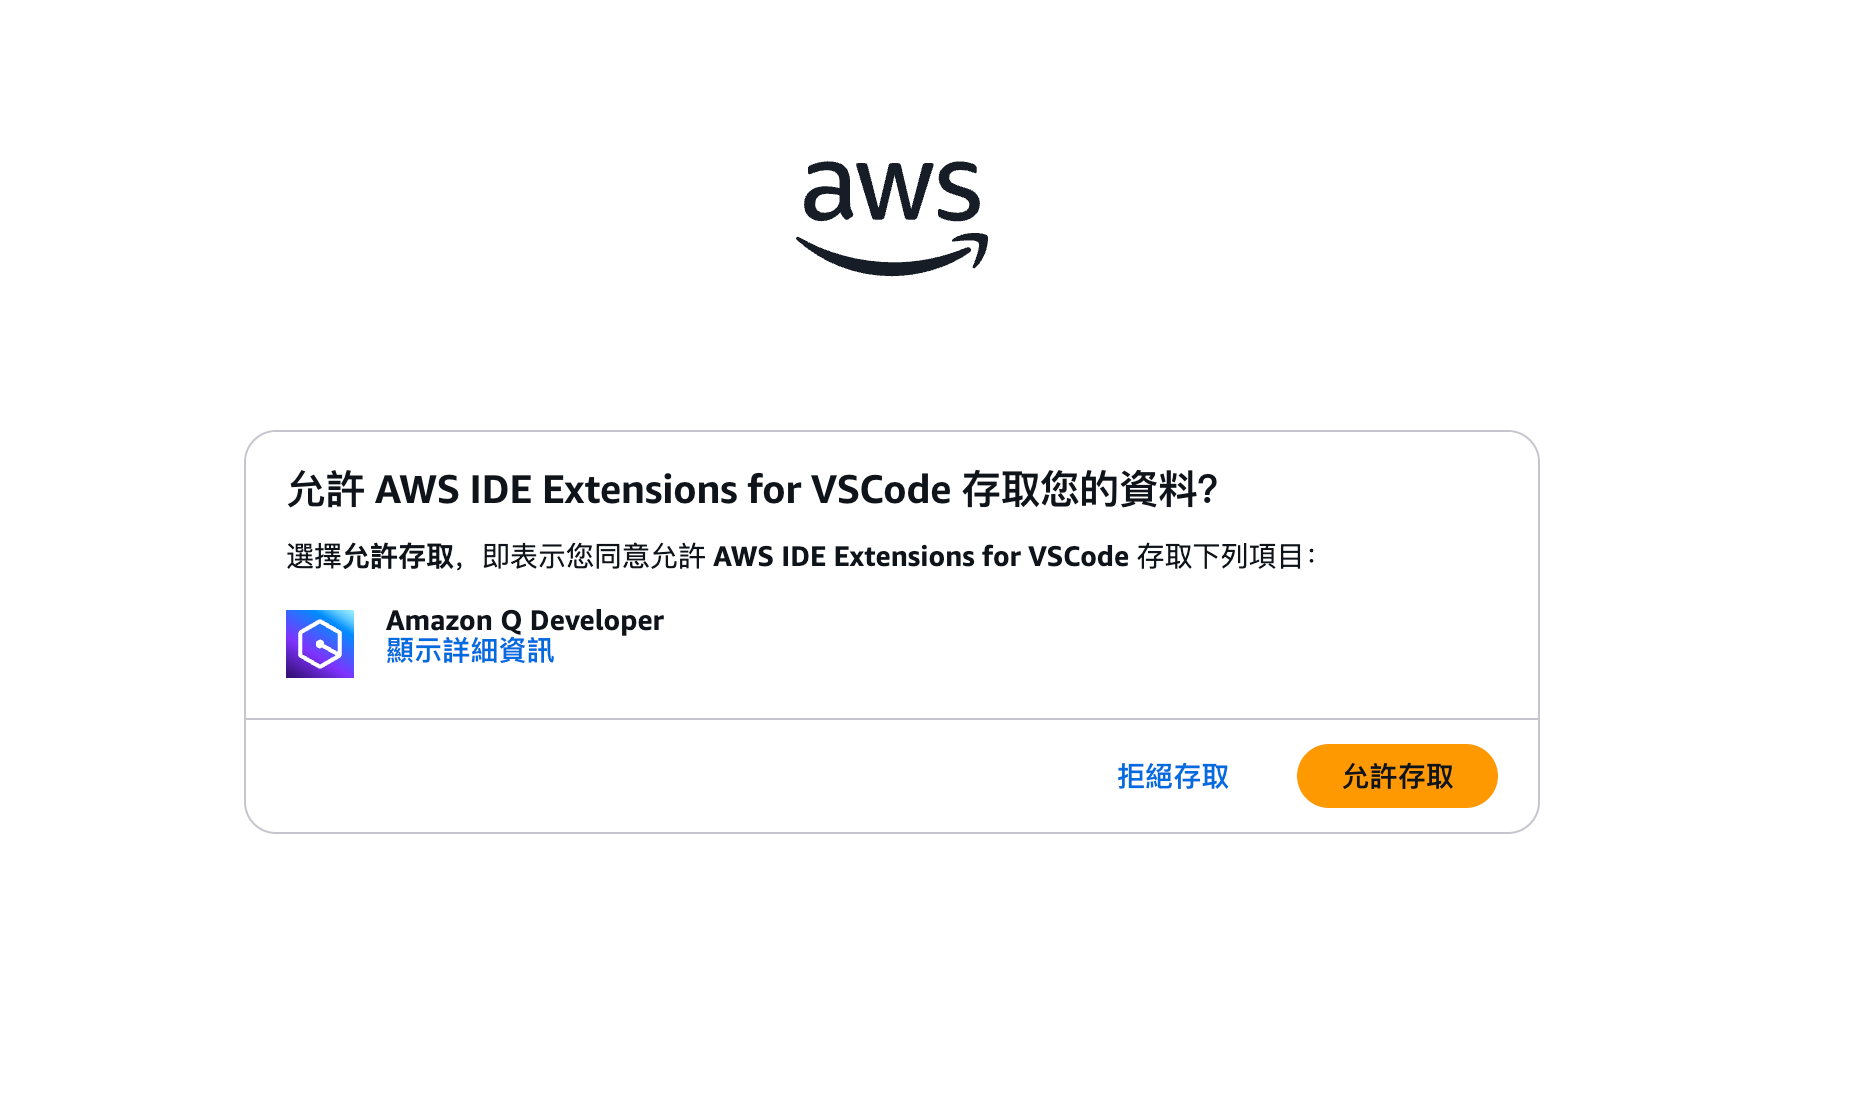 aws
允許 AWS IDE Extensions for VSCode 存取您的資料?
選擇允許存取，即表示您同意允許 AWS IDE Extensions for VSCode 存取下列項目：
Amazon Q Developer
顯示詳細資訊
拒絕存取
允許存取